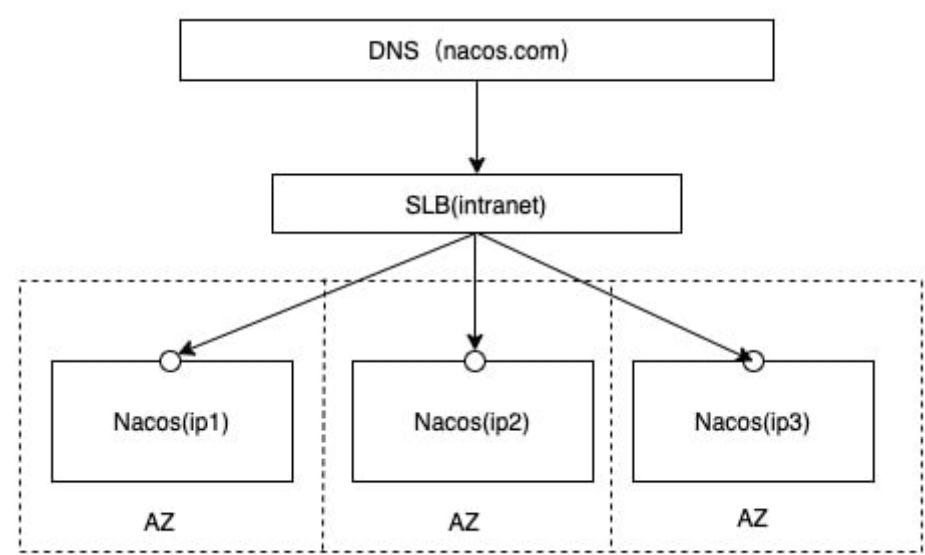 DNS（nacos.com）
SLB(intranet)
Nacos(ip1)
Nacos(ip2)
Nacos(ip3)
AZ
AZ
AZ